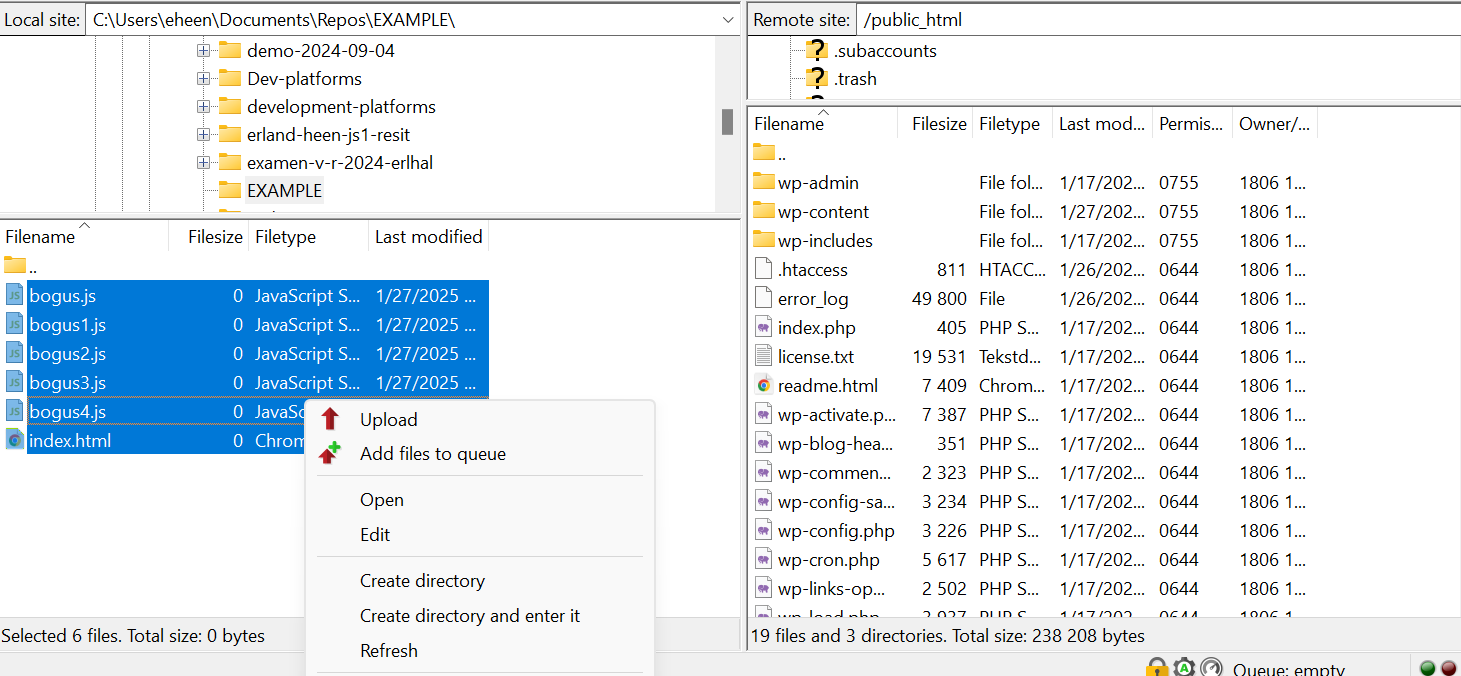 Local site: C:\Users\eheen\Documents\Repos\EXAMPLE\
demo-2024-09-04
Dev-platforms
development-platforms
erland-heen-js1-resit
examen-v-r-2024-erlhal
EXAMPLE
Filename Filesize Filetype Last modified
..
bogus.js 0 JavaScript S... 1/27/2025 ...
bogus1.js 0 JavaScript S... 1/27/2025 ...
bogus2.js 0 JavaScript S... 1/27/2025 ...
bogus3.js 0 JavaScript S... 1/27/2025 ...
bogus4.js 0 JavaSc
index.html 0 Chrom
Upload
Add files to queue
Open
Edit
Create directory
Create directory and enter it
Refresh
Selected 6 files. Total size: 0 bytes
Remote site: /public_html
.subaccounts
.trash
Filename Filesize Filetype Last mod... Permis... Owner/...
..
wp-admin File fol... 1/17/202... 0755 1806 1...
wp-content File fol... 1/27/202... 0755 1806 1...
wp-includes File fol... 1/17/202... 0755 1806 1...
.htaccess 811 HTACC... 1/26/202... 0644 1806 1...
error_log 49 800 File 1/26/202... 0644 1806 1...
index.php 405 PHP S... 1/17/202... 0644 1806 1...
license.txt 19 531 Tekstd... 1/17/202... 0644 1806 1...
readme.html 7 409 Chrom... 1/17/202... 0644 1806 1...
wp-activate.p... 7 387 PHP S... 1/17/202... 0644 1806 1...
wp-blog-hea... 351 PHP S... 1/17/202... 0644 1806 1...
wp-commen... 2 323 PHP S... 1/17/202... 0644 1806 1...
wp-config-sa... 3 234 PHP S... 1/17/202... 0644 1806 1...
wp-config.php 3 226 PHP S... 1/17/202... 0644 1806 1...
wp-cron.php 5 617 PHP S... 1/17/202... 0644 1806 1...
wp-links-op... 2 502 PHP S... 1/17/202... 0644 1806 1...
wp-load.php 3 937 PHP S... 1/17/202... 0644 1806 1...
19 files and 3 directories. Total size: 238 208 bytes
Queue: empty